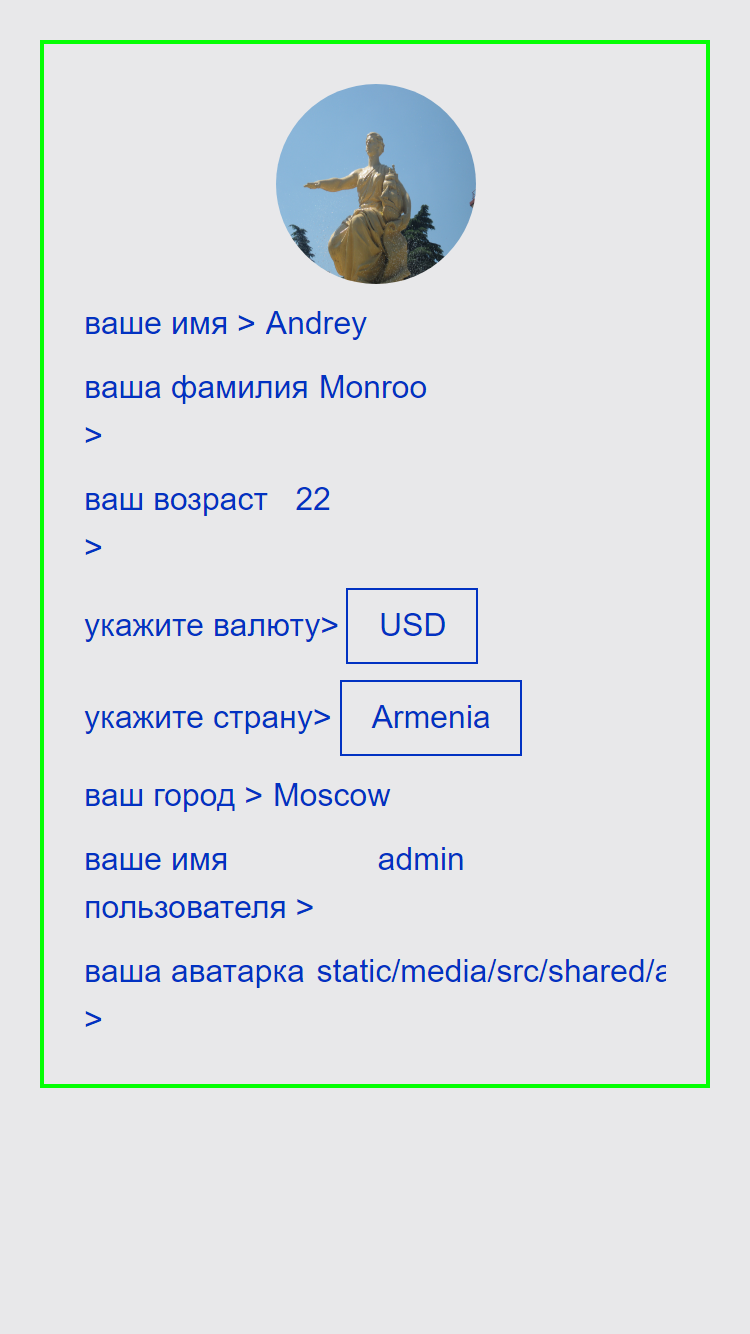 ваше имя > Andrey
ваша фамилия Monroo
>
ваш возраст 22
>
укажите валюту> USD
укажите страну> Armenia
ваш город > Moscow
ваше имя admin
пользователя >
ваша аватарка static/media/src/shared/a
>